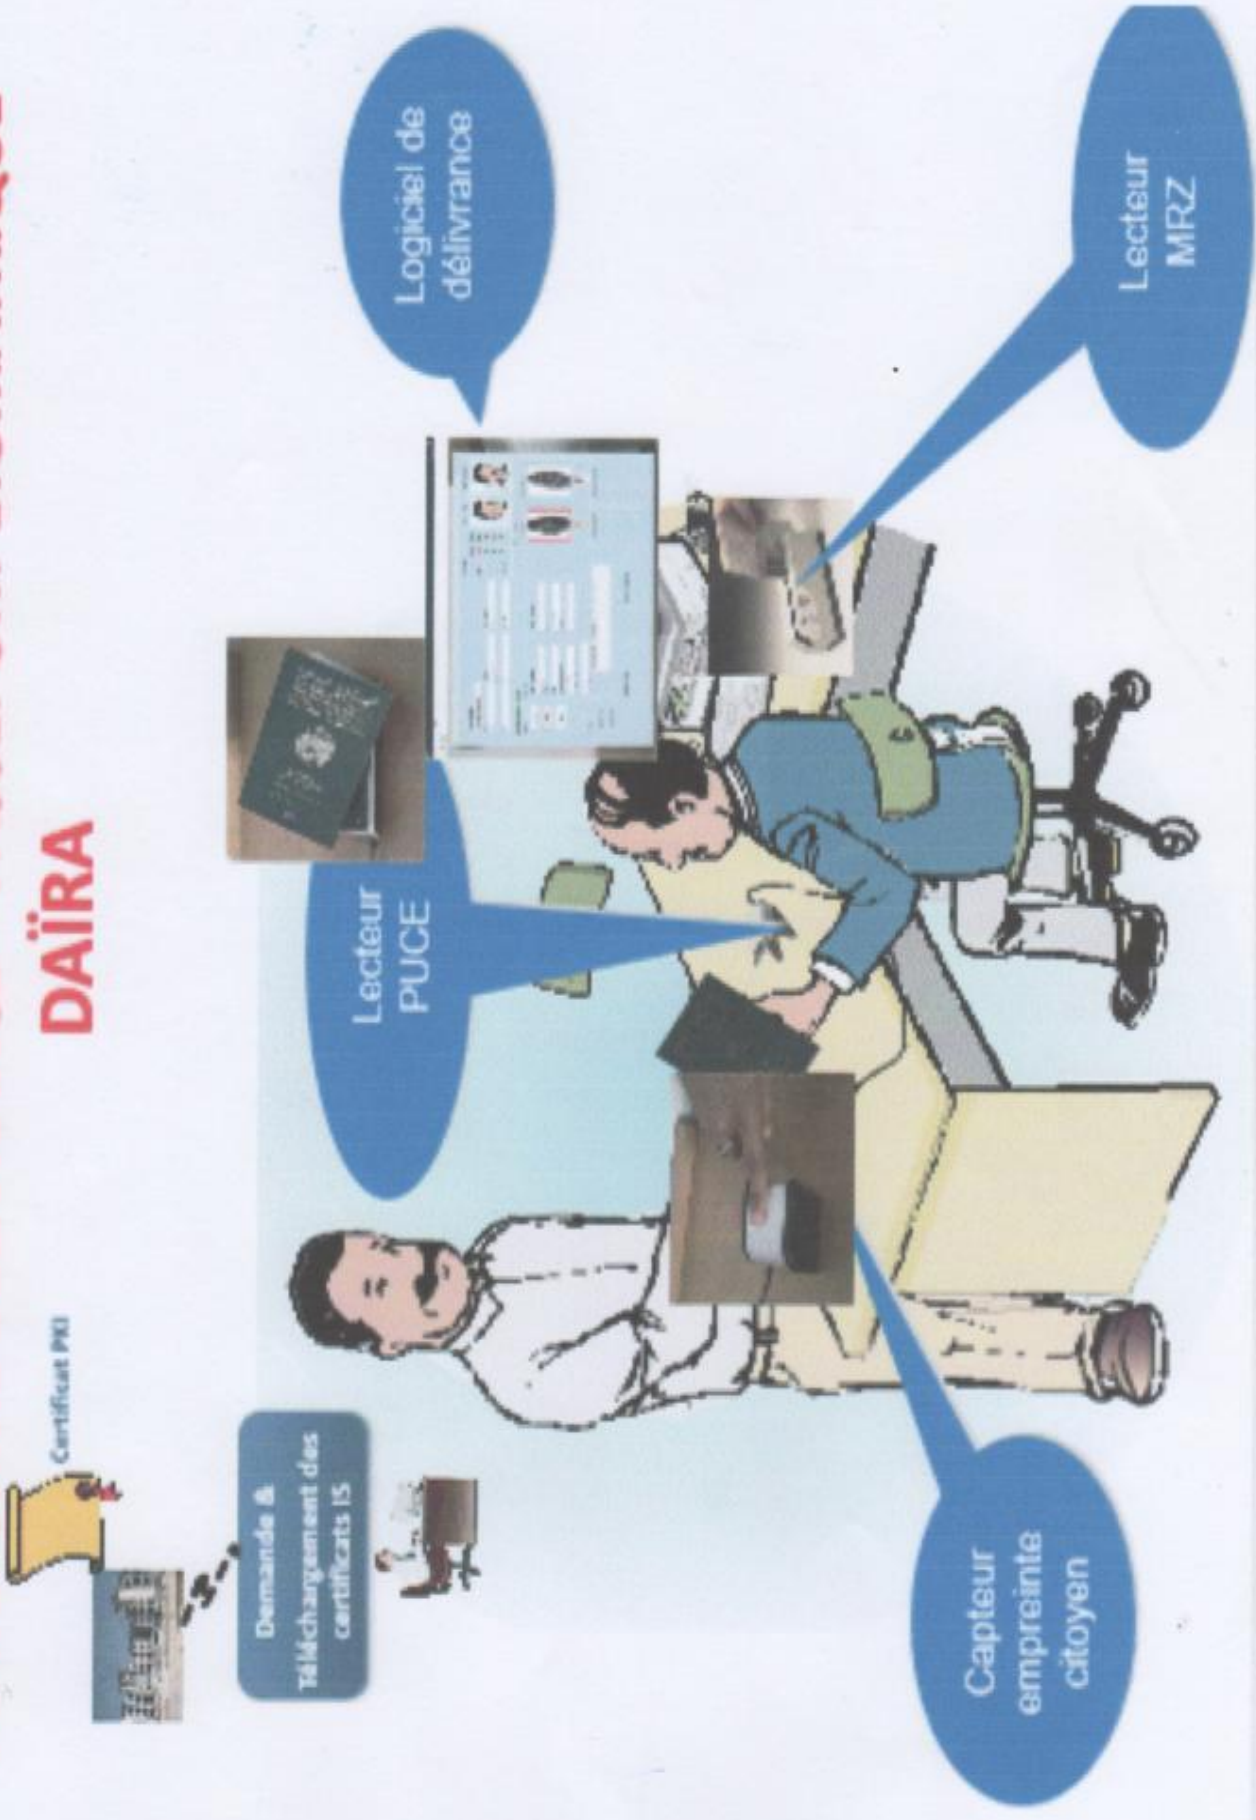 DAÏRA
Certificat PKI
Demande &
Téléchargement des
certificats IS
Lecteur
PUCE
Logiciel de
délivrance
Capteur
empreinte
citoyen
Lecteur
MRZ